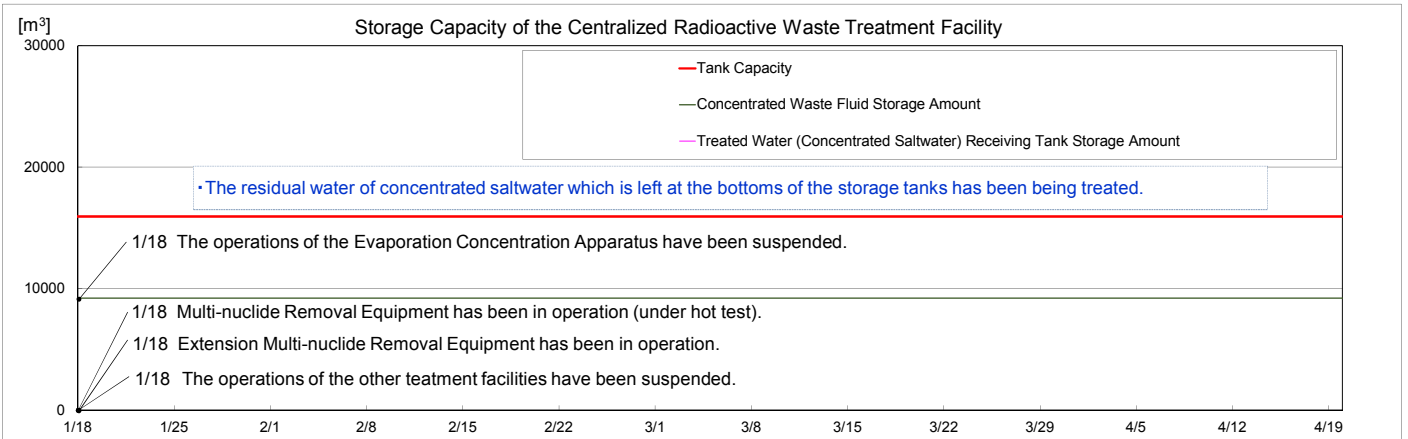 [m³]
Storage Capacity of the Centralized Radioactive Waste Treatment Facility
30000
Tank Capacity
Concentrated Waste Fluid Storage Amount
Treated Water (Concentrated Saltwater) Receiving Tank Storage Amount
20000
・The residual water of concentrated saltwater which is left at the bottoms of the storage tanks has been being treated.
1/18 The operations of the Evaporation Concentration Apparatus have been suspended.
10000
1/18 Multi-nuclide Removal Equipment has been in operation (under hot test).
1/18 Extension Multi-nuclide Removal Equipment has been in operation.
1/18 The operations of the other teatment facilities have been suspended.
0
1/18 1/25 2/1 2/8 2/15 2/22 3/1 3/8 3/15 3/22 3/29 4/5 4/12 4/19